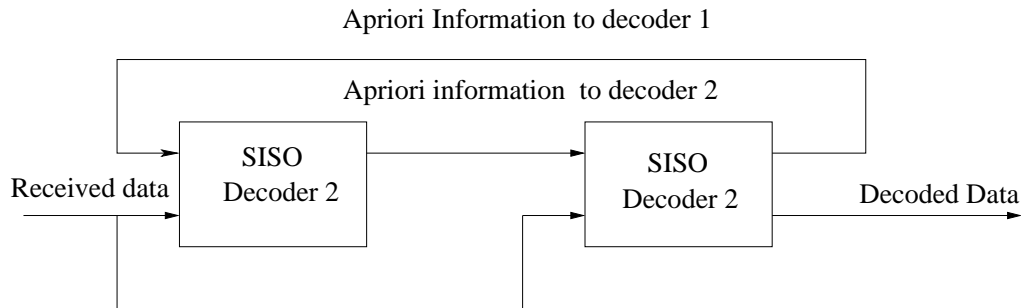 Apriori Information to decoder 1
Apriori information to decoder 2
SISO
Decoder 2
SISO
Decoder 2
Received data
Decoded Data